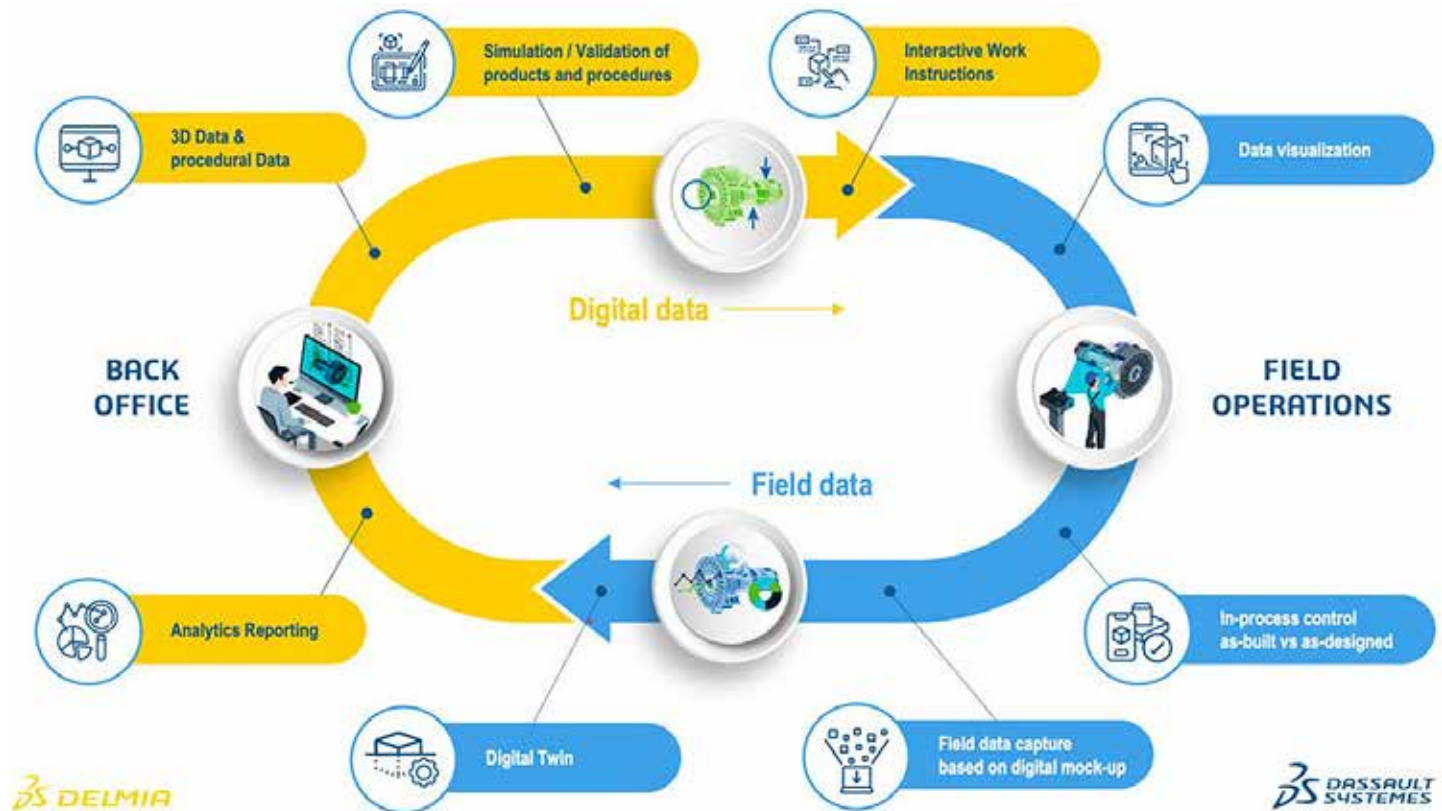 Simulation / Validation of
products and procedures
Interactive Work
Instructions
3D Data &
procedural Data
Data visualization
Digital data
BACK
OFFICE
FIELD
OPERATIONS
Field data
Analytics Reporting
In-process control
as-built vs as-designed
Digital Twin
Field data capture
based on digital mock-up
3S DELMIA
3S DASSAULT
SYSTEMES